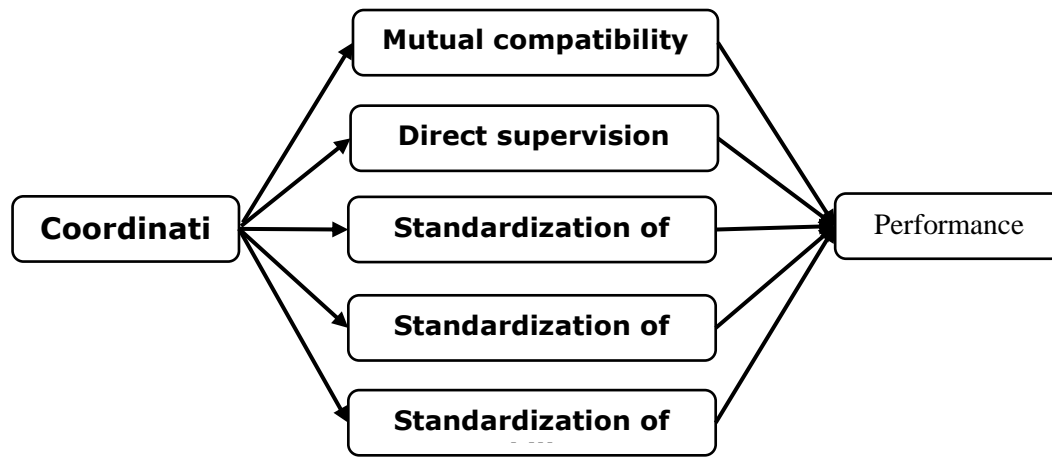 Mutual compatibility
Direct supervision
Coordinati
Standardization of
Performance
Standardization of
Standardization of